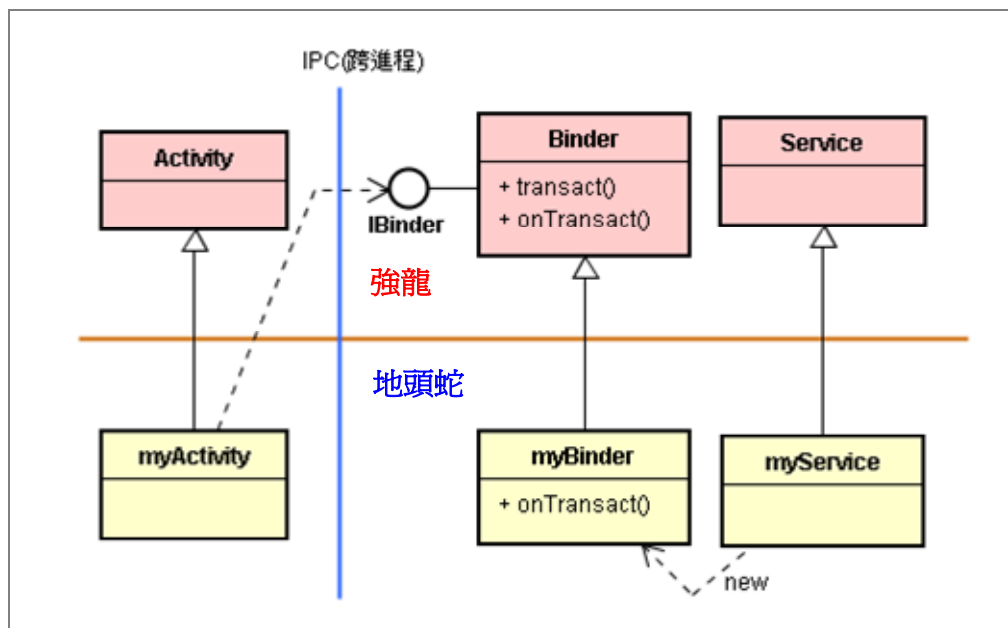 IPC(跨進程)
Activity
Binder
+ transact()
+ onTransact()
Service
IBinder
強龍
地頭蛇
myActivity
myBinder
+ onTransact()
myService
new